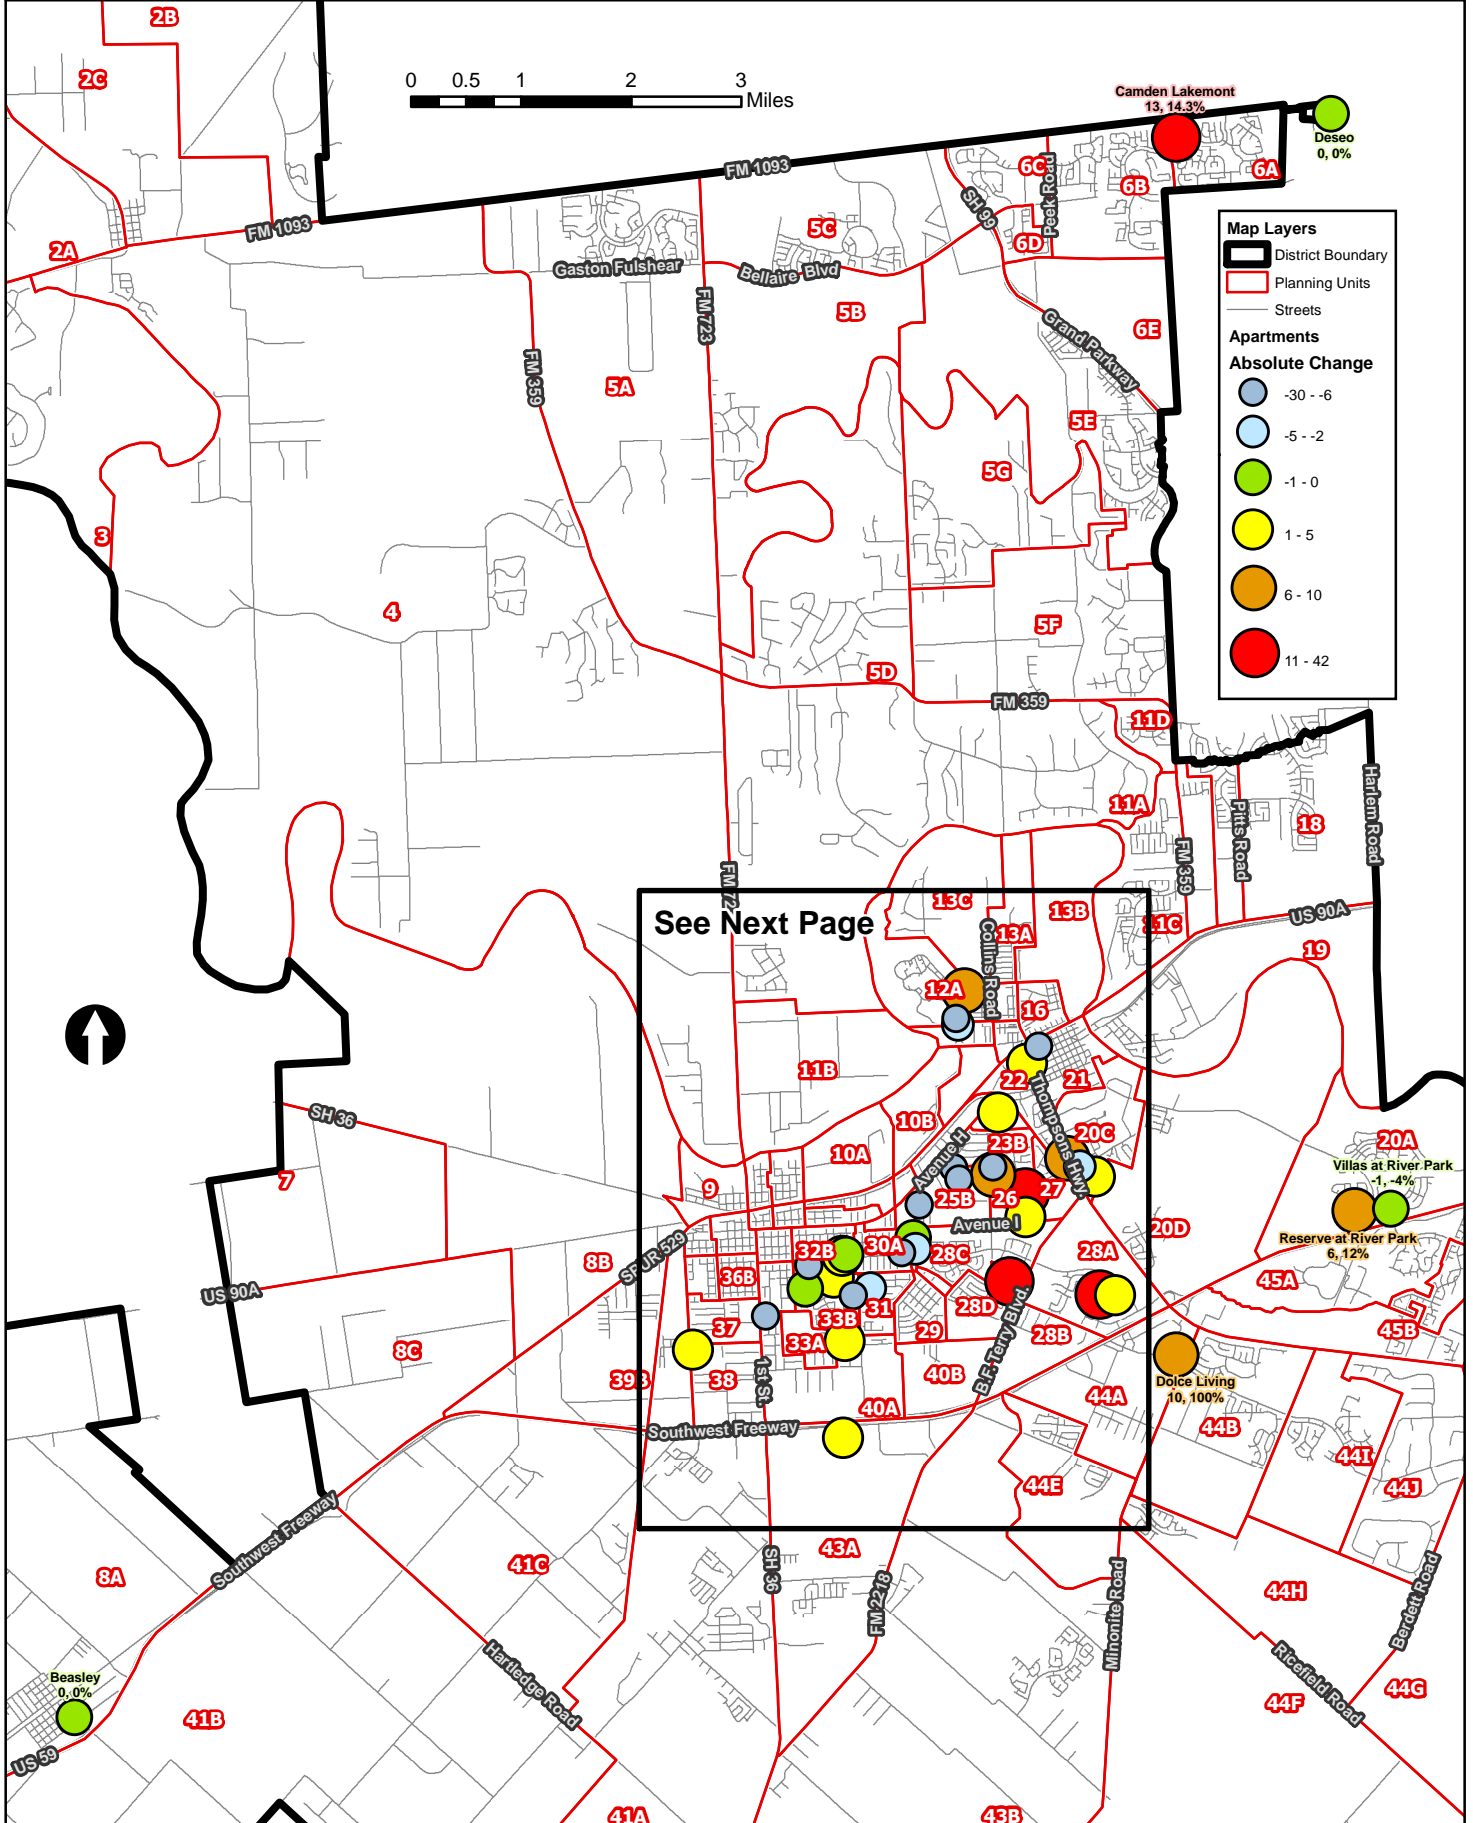 2B
2C
0 0.5 1 2 3
Miles
Camden Lakemont
13, 14.3%
Deseo
0, 0%
FM 1093
6C
Peek Road
6B
6A
SH 99
6D
5C
FM 1093
2A
Gaston Fulshear
Bellaire Blvd
Map Layers
District Boundary
Planning Units
Streets
Apartments
Absolute Change
-30 - -6
-5 - -2
-1 - 0
1 - 5
6 - 10
11 - 42
FM 723
5B
6E
Grand Parkway
FM 359
5A
5E
5G
3
4
5F
5D
FM 359
11D
11A
Harlem Road
Pitts Road
18
FM 359
FM 72
See Next Page
13C
13B
13A
11C
US 90A
19
Collins Road
12A
16
11B
22
21
Thompsons Hwy.
SH 36
10B
Avenue H
23B
20C
20A
10A
Villas at River Park
-1, -4%
7
9
25B
26
27
Avenue I
20D
Reserve at River Park
6, 12%
SPUR 529
8B
32B
30A
28C
28A
45A
36B
US 90A
31
28D
33B
37
33A
29
28B
45B
8C
B.F. Terry Blvd.
39B
38
1st St.
40B
44A
Dolce Living
10, 100%
40A
Southwest Freeway
44B
44I
44E
44J
Southwest Freeway
43A
SH 36
41C
8A
FM 2218
Minonite Road
44H
Berdett Road
Hartledge Road
Ricefield Road
Beasley
0, 0%
41B
44F
44G
US 59
41A
43B